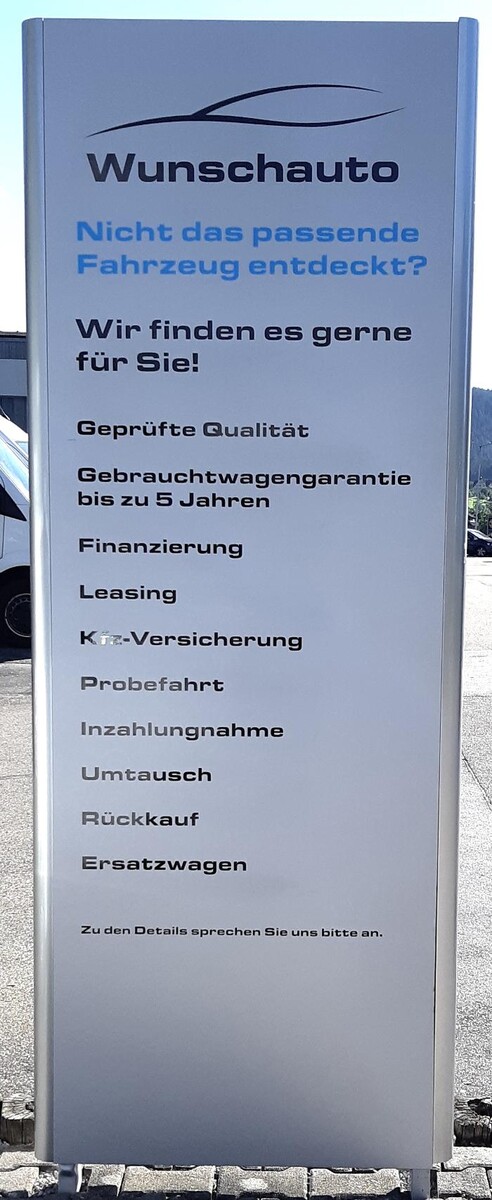 Wunschauto
Nicht das passende
Fahrzeug entdeckt?
Wir finden es gerne
für Sie!
Geprüfte Qualität
Gebrauchtwagengarantie
bis zu 5 Jahren
Finanzierung
Leasing
Kfz-Versicherung
Probefahrt
Inzahlungnahme
Umtausch
Rückkauf
Ersatzwagen
Zu den Details sprechen Sie uns bitte an.